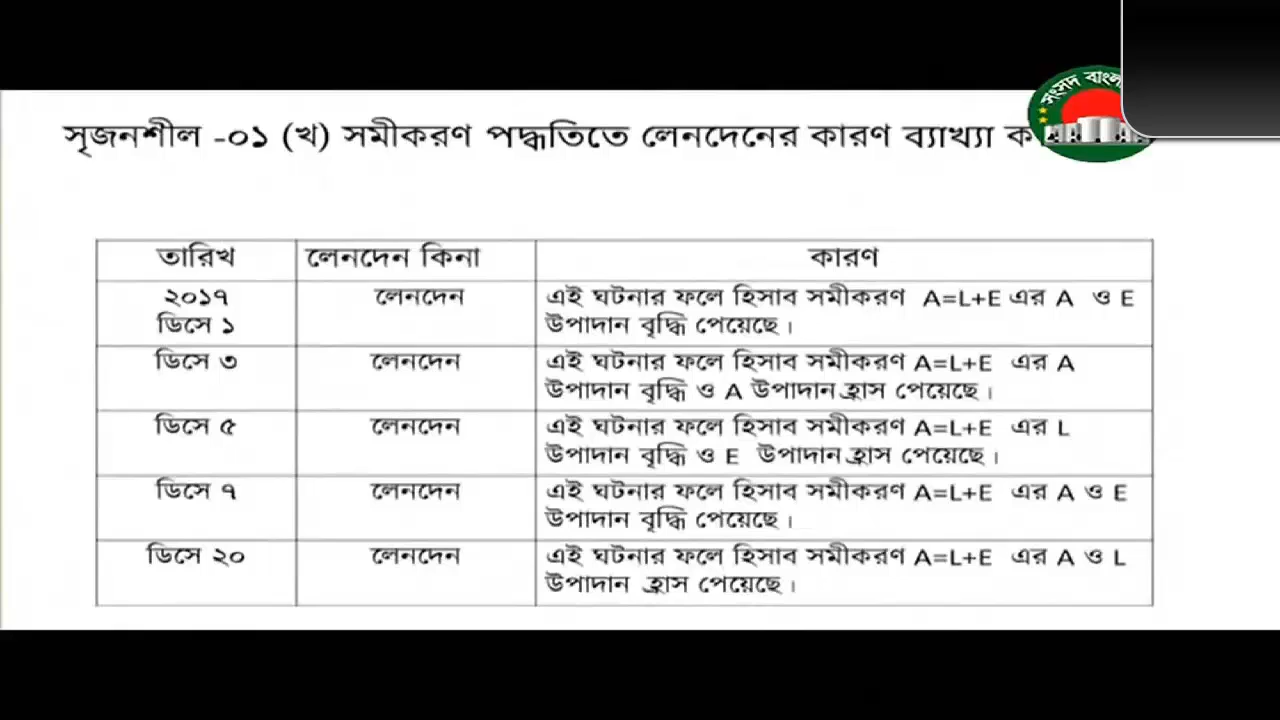 সৃজনশীল -০১ (খ) সমীকরণ পদ্ধতিতে লেনদেনের কারণ ব্যাখ্যা
সংসদ
তারিখ লেনদেন কিনা কারণ
২০১৭ লেনদেন এই ঘটনার ফলে হিসাব সমীকরণ A=L+E এর A ও E
ডিসে ১ উপাদান বৃদ্ধি পেয়েছে।
ডিসে ৩ লেনদেন এই ঘটনার ফলে হিসাব সমীকরণ A=L+E এর A
উপাদান বৃদ্ধি ও A উপাদান হ্রাস পেয়েছে।
ডিসে ৫ লেনদেন এই ঘটনার ফলে হিসাব সমীকরণ A=L+E এর L
উপাদান বৃদ্ধি ও E উপাদান হ্রাস পেয়েছে।
ডিসে ৭ লেনদেন এই ঘটনার ফলে হিসাব সমীকরণ A=L+E এর A ও E
উপাদান বৃদ্ধি পেয়েছে।
ডিসে ২০ লেনদেন এই ঘটনার ফলে হিসাব সমীকরণ A=L+E এর A ও L
উপাদান হ্রাস পেয়েছে।